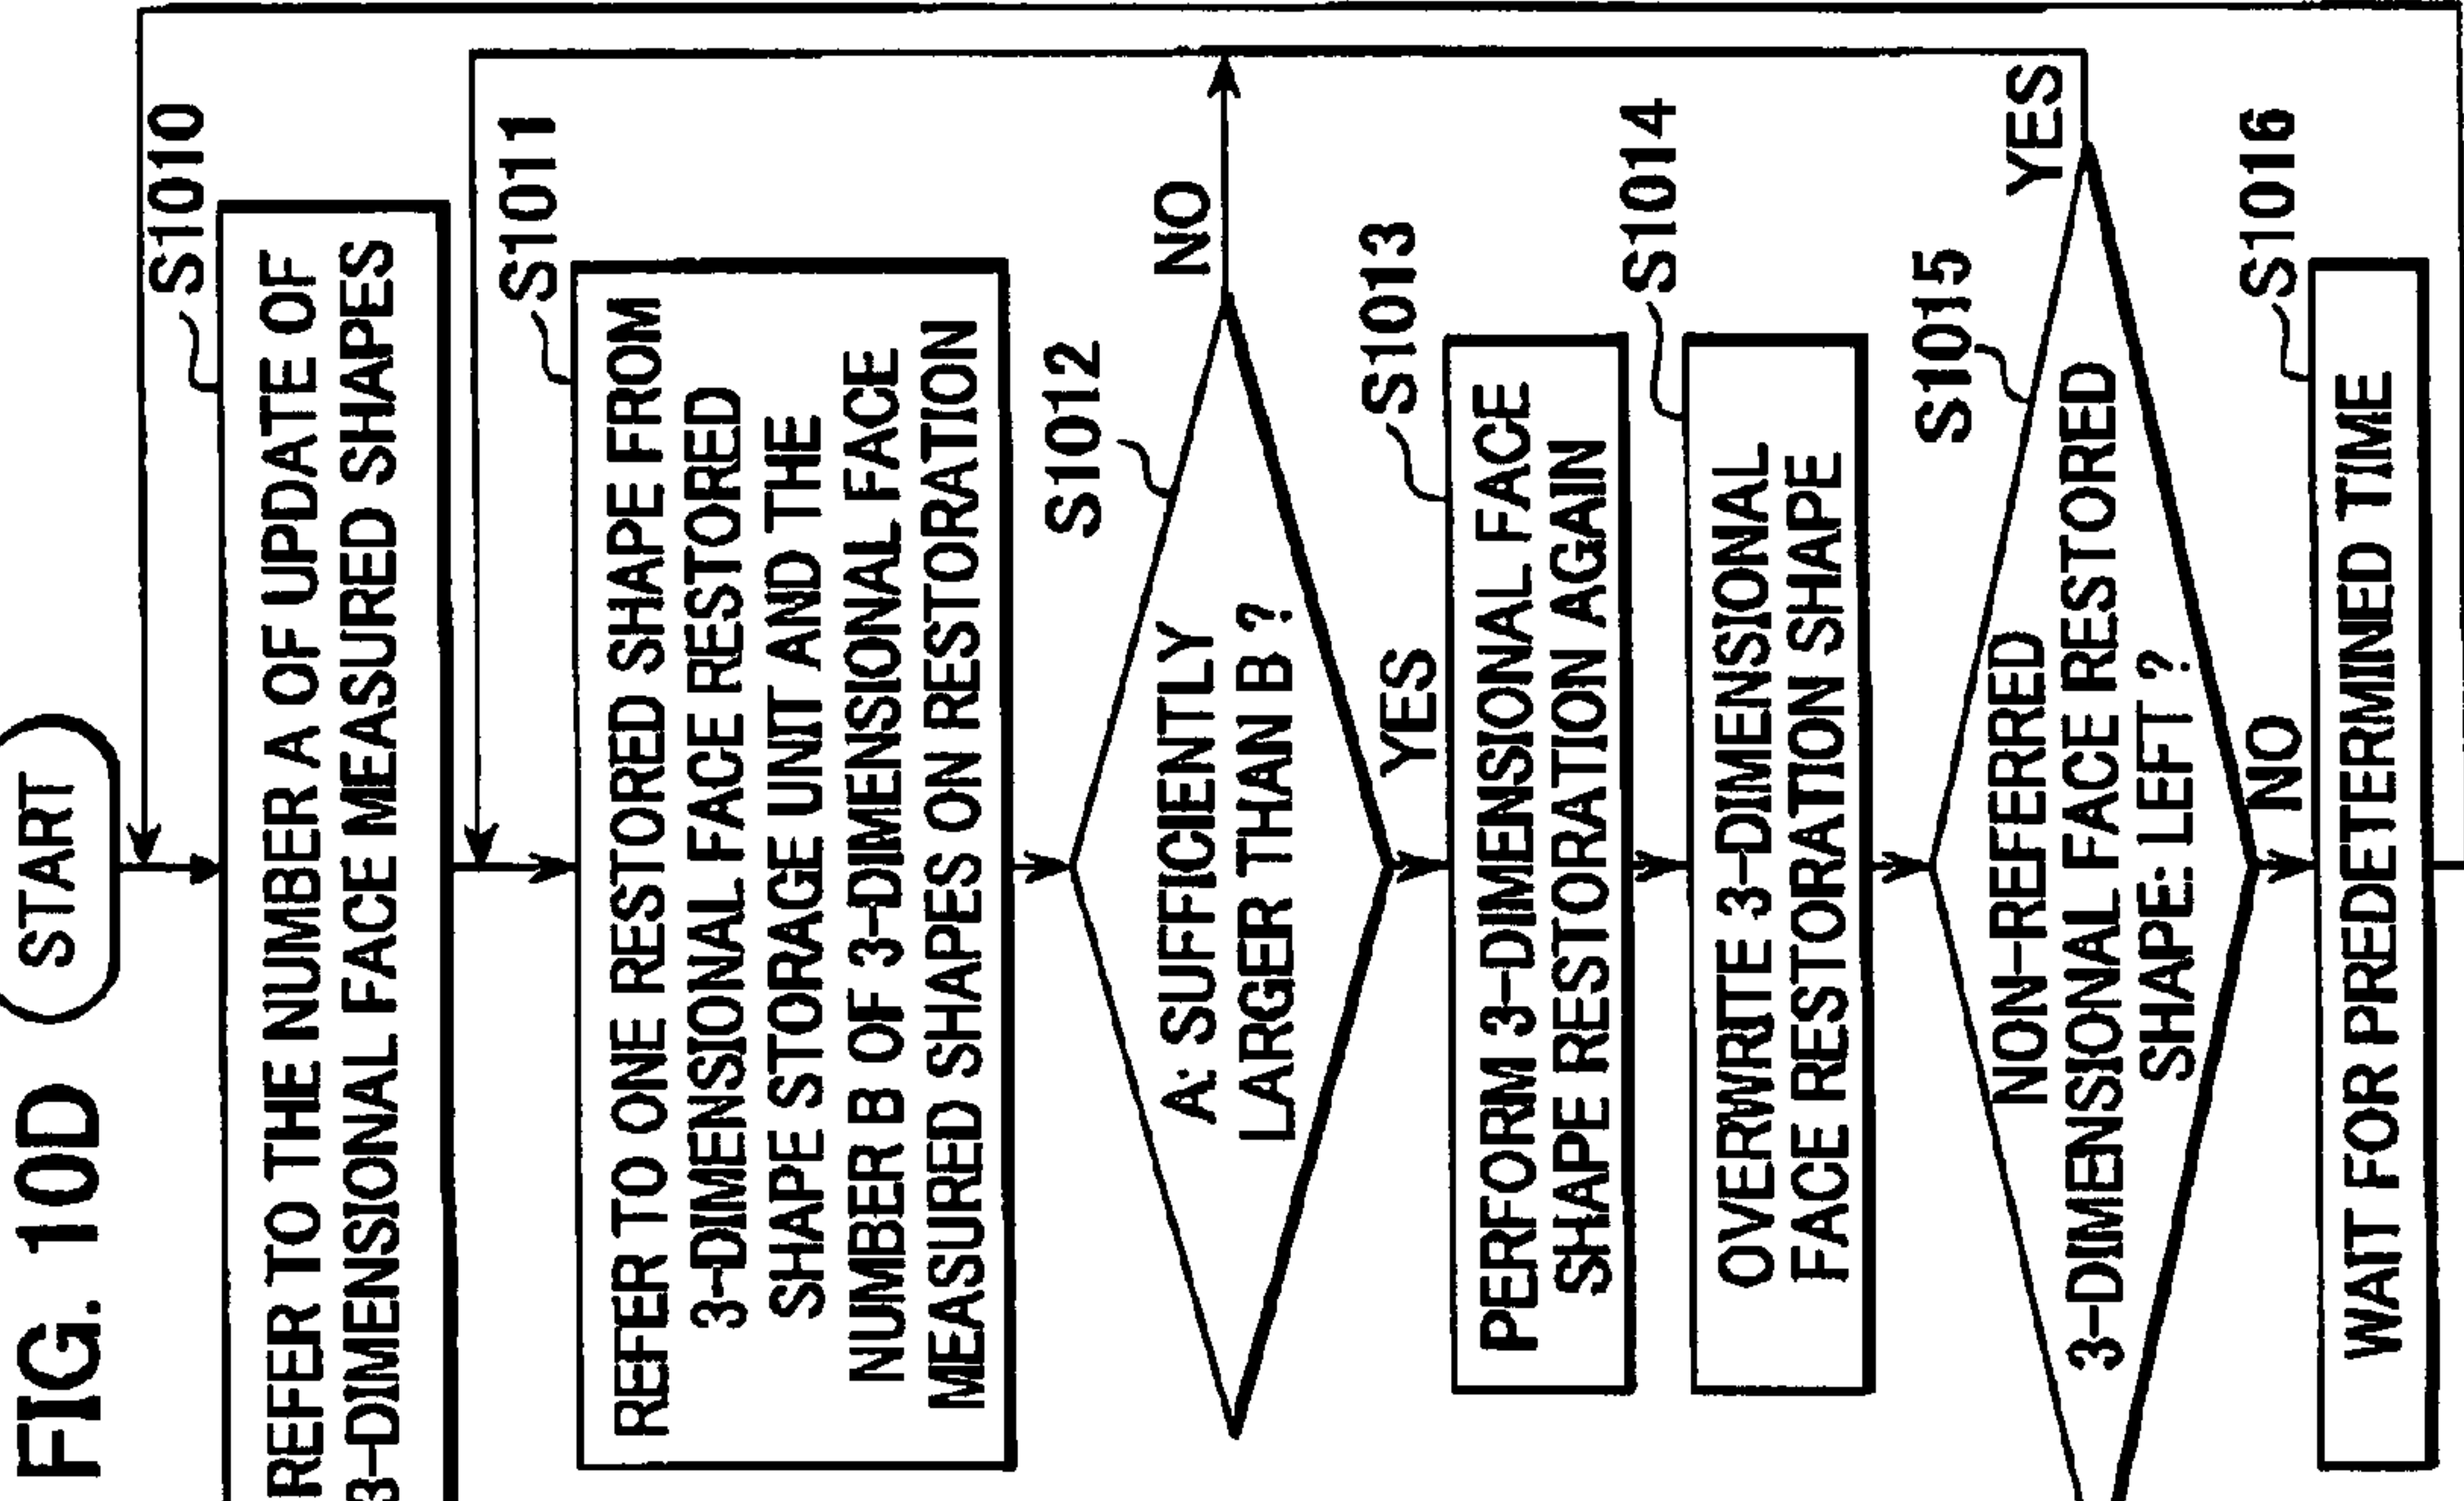 FIG. 10D
START
S1010
REFER TO THE NUMBER A OF UPDATE OF
3-DIMENSIONAL FACE MEASURED SHAPES
S1011
REFER TO ONE RESTORED SHAPE FROM
3-DIMENSIONAL FACE RESTORED
SHAPE STORAGE UNIT AND THE
NUMBER B OF 3-DIMENSIONAL FACE
MEASURED SHAPES ON RESTORATION
S1012
A: SUFFICIENTLY
LARGER THAN B ?
NO
YES
S1013
PERFORM 3-DIMENSIONAL FACE
SHAPE RESTORATION AGAIN
S1014
OVERWRITE 3-DIMENSIONAL
FACE RESTORATION SHAPE
S1015
NON-REFERRED
3-DIMENSIONAL FACE RESTORED
SHAPE: LEFT ?
YES
NO
S1016
WAIT FOR PREDETERMINED TIME